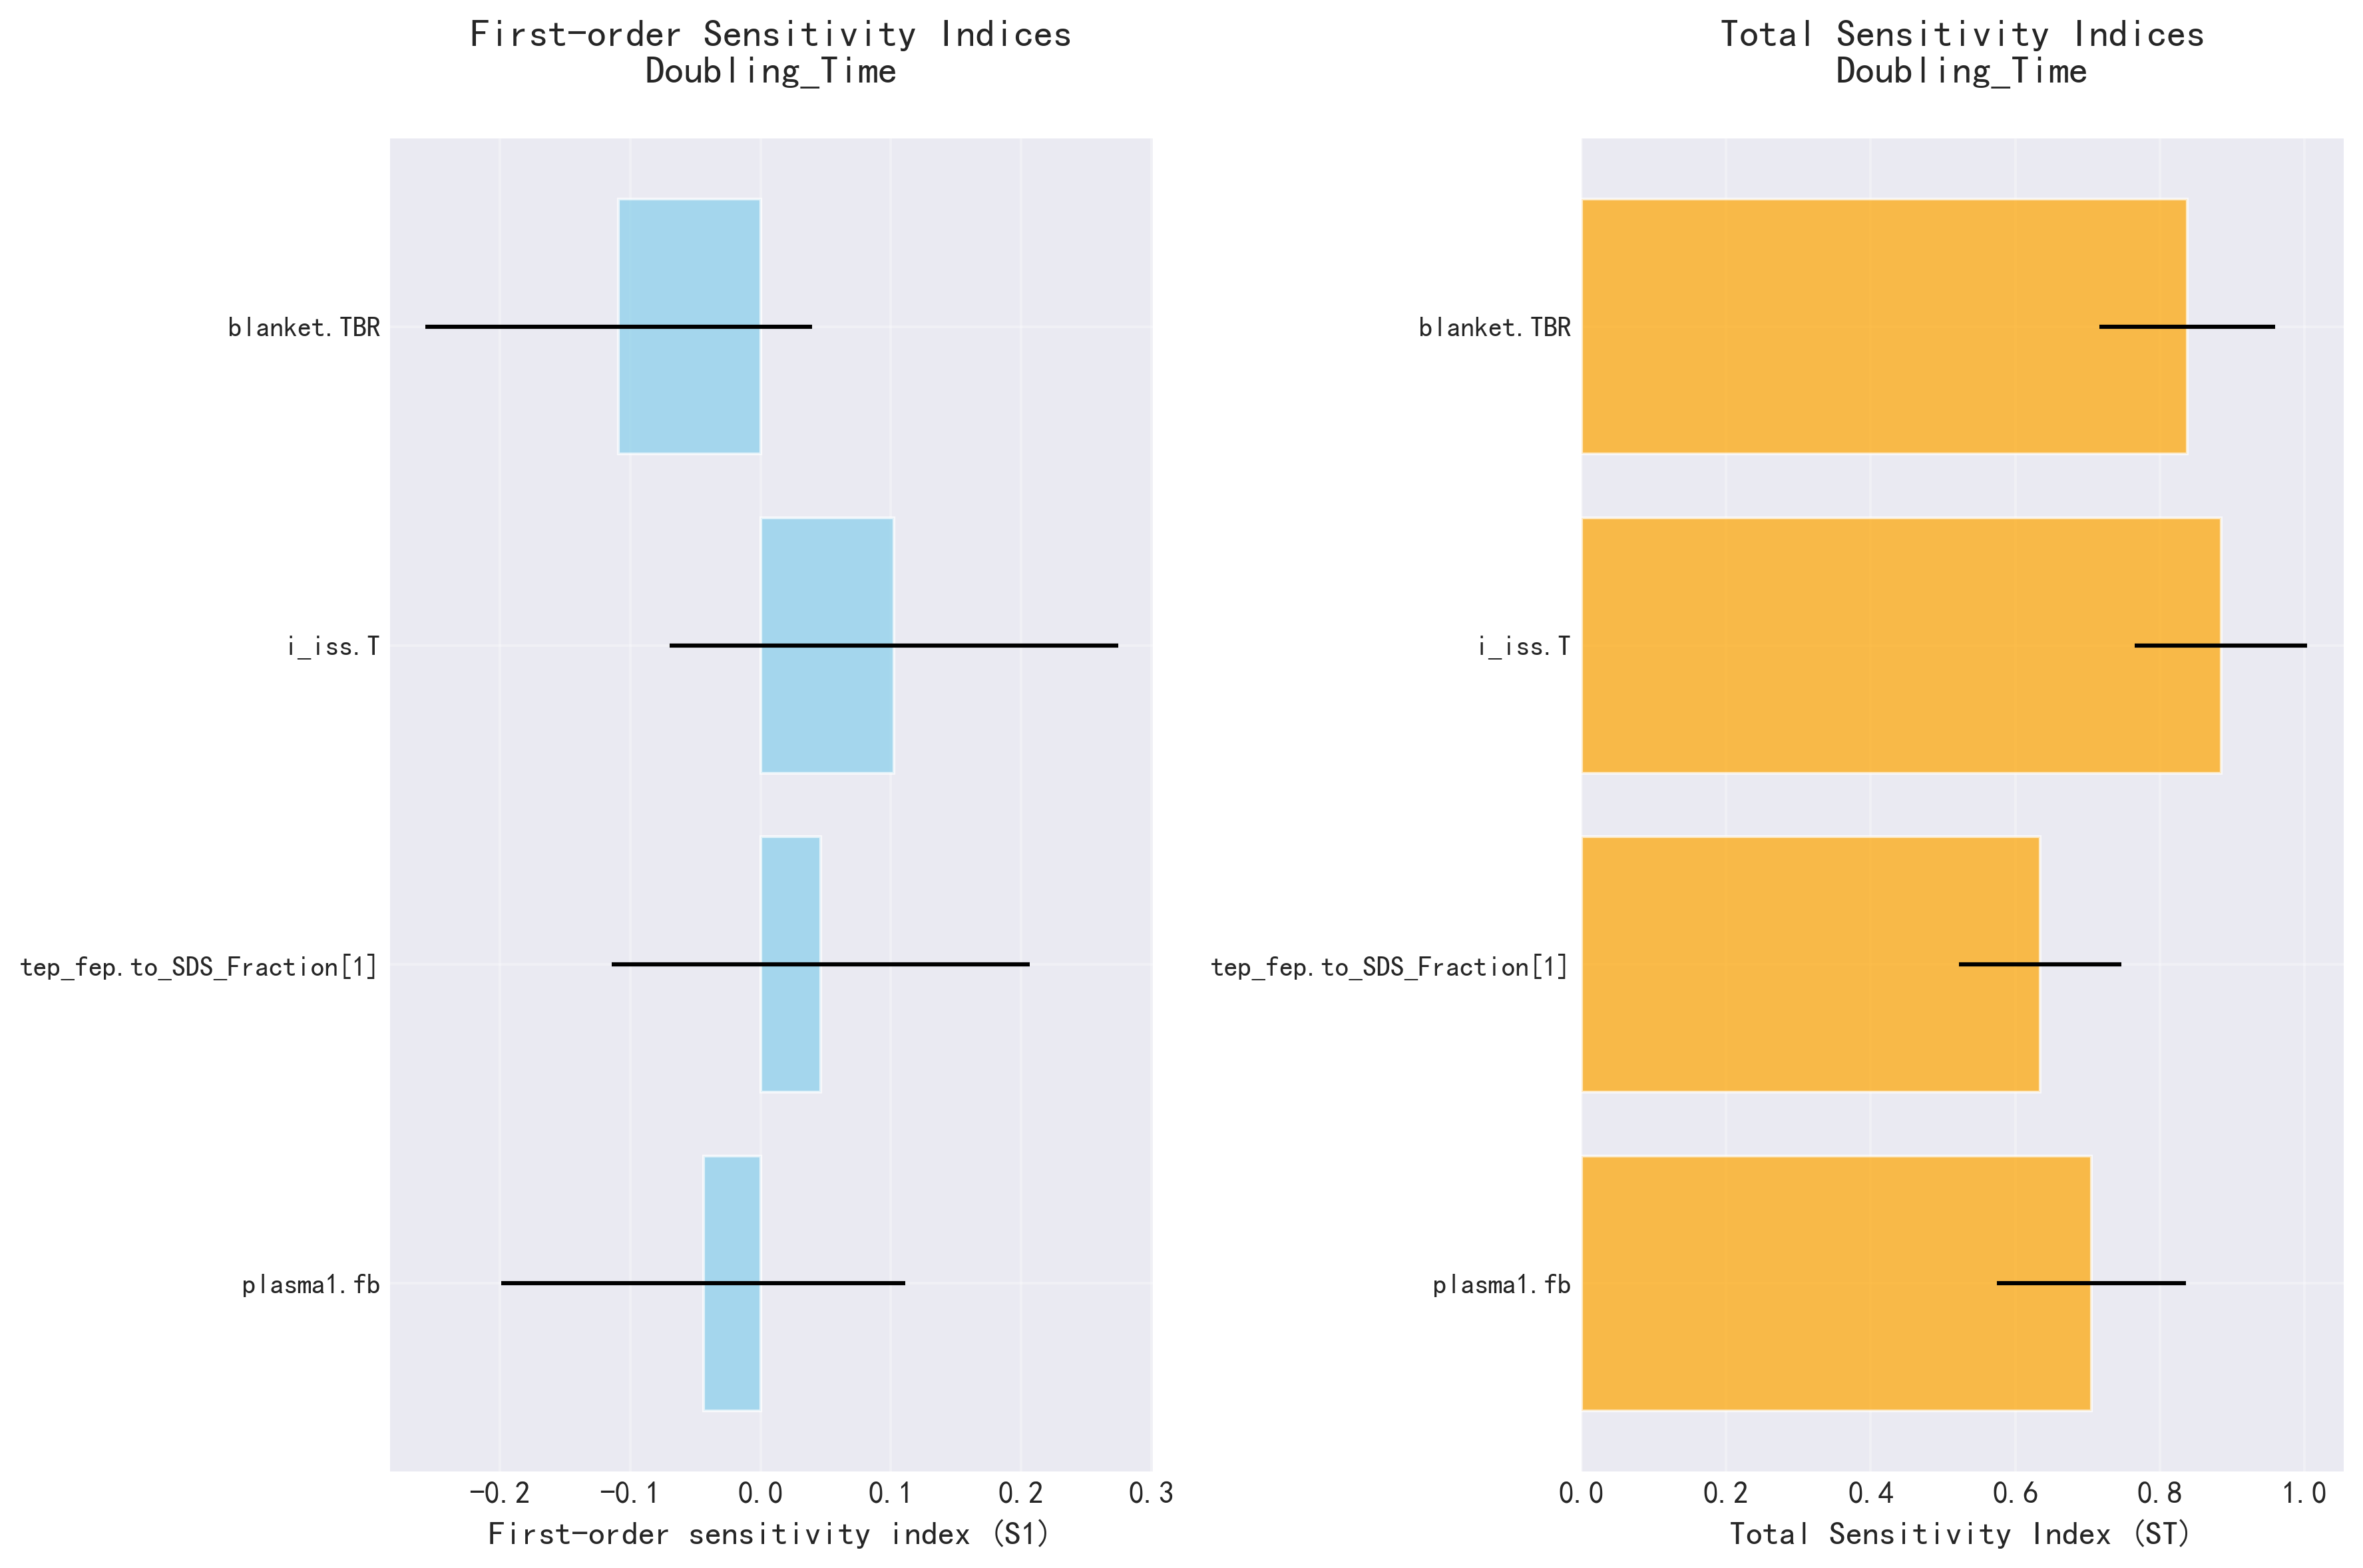 First-order Sensitivity Indices
Doubling_Time
blanket.TBR
i_iss.T
tep_fep.to_SDS_Fraction[1]
plasma1.fb
-0.2 -0.1 0.0 0.1 0.2 0.3
First-order sensitivity index (S1)
Total Sensitivity Indices
Doubling_Time
blanket.TBR
i_iss.T
tep_fep.to_SDS_Fraction[1]
plasma1.fb
0.0 0.2 0.4 0.6 0.8 1.0
Total Sensitivity Index (ST)